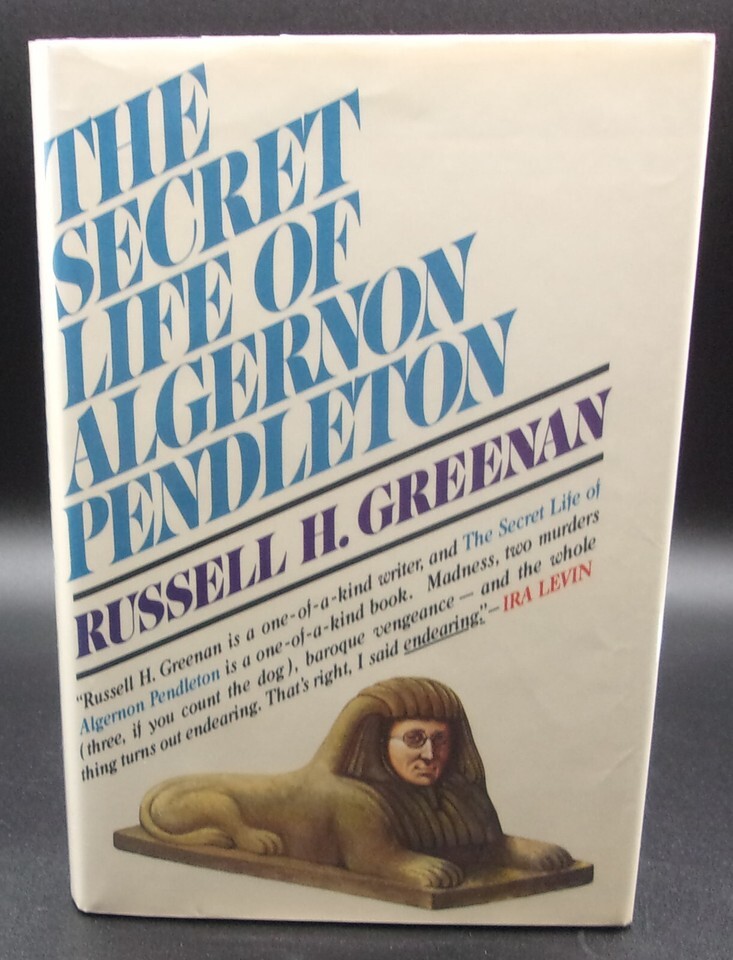 THE
SECRET
LIFE OF
ALGERNON
PENDLETON
RUSSELL H. GREENAN
"Russell H. Greenan is a one-of-a-kind writer, and The Secret Life of
Algernon Pendleton is a one-of-a-kind book. Madness, two murders
(three, if you count the dog), baroque vengeance — and the whole
thing turns out endearing. That's right, I said endearing."—IRA LEVIN